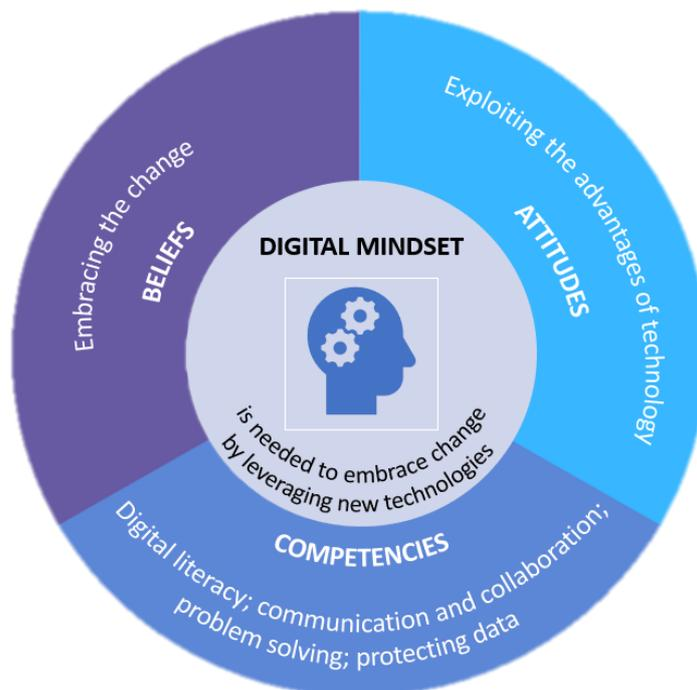 DIGITAL MINDSET
is needed to embrace change
by leveraging new technologies
BELIEFS
Embracing the change
ATTITUDES
Exploiting the advantages of technology
COMPETENCIES
Digital literacy; communication and collaboration;
problem solving; protecting data